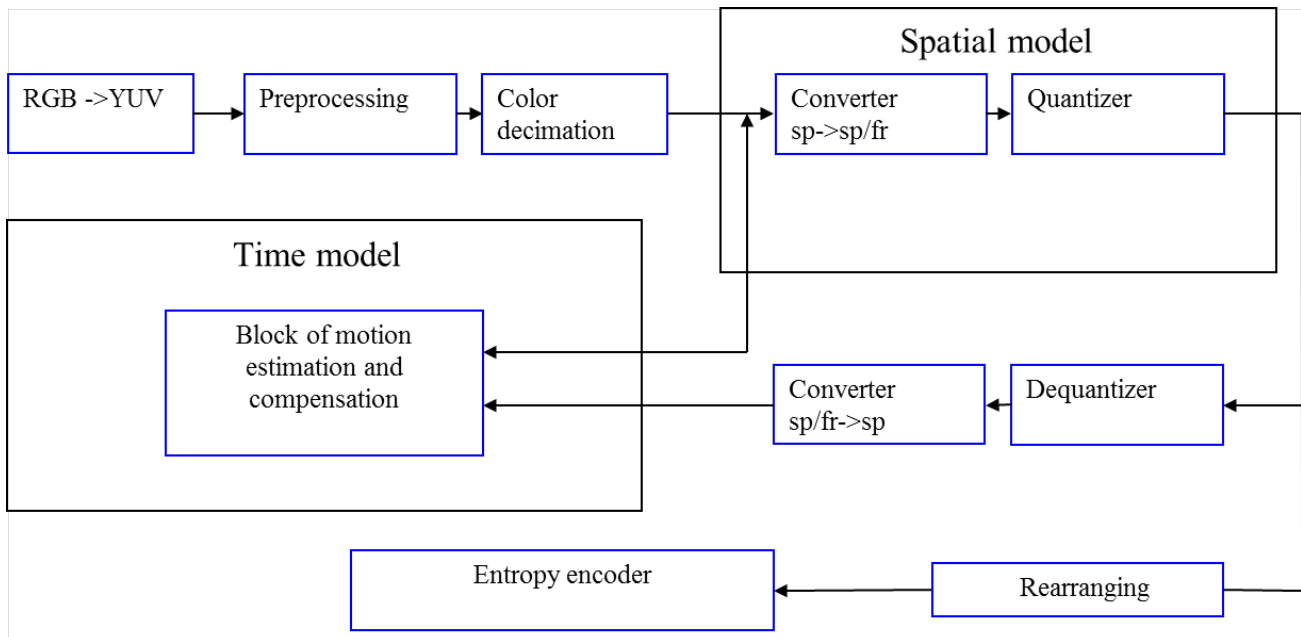 Spatial model
RGB ->YUV
Preprocessing
Color
decimation
Converter
sp->sp/fr
Quantizer
Time model
Block of motion
estimation and
compensation
Converter
sp/fr->sp
Dequantizer
Entropy encoder
Rearranging